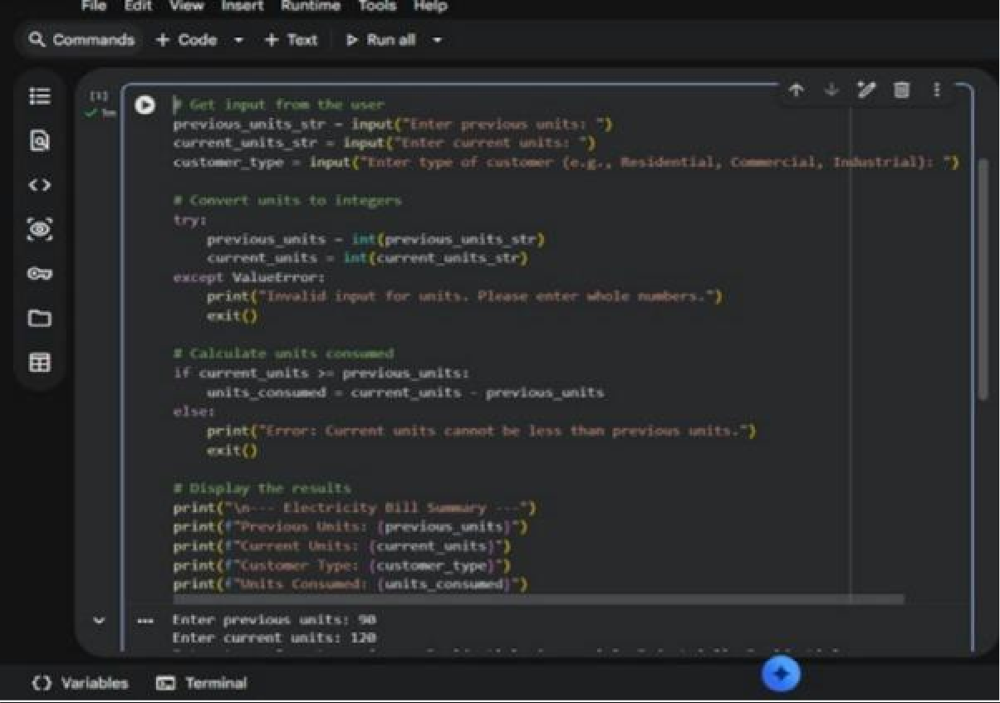 File Edit View Insert Runtime Tools Help
Commands + Code + Text Run all
[1]
1m
# Get input from the user
previous_units_str = input("Enter previous units: ")
current_units_str = input("Enter current units: ")
customer_type = input("Enter type of customer (e.g., Residential, Commercial, Industrial): ")
# Convert units to integers
try:
previous_units = int(previous_units_str)
current_units = int(current_units_str)
except ValueError:
print("Invalid input for units. Please enter whole numbers.")
exit()
# Calculate units consumed
if current_units >= previous_units:
units_consumed = current_units - previous_units
else:
print("Error: Current units cannot be less than previous units.")
exit()
# Display the results
print("\n--- Electricity Bill Summary ---")
print(f"Previous Units: {previous_units}")
print(f"Current Units: {current_units}")
print(f"Customer Type: {customer_type}")
print(f"Units Consumed: {units_consumed}")
Enter previous units: 90
Enter current units: 120
Variables Terminal